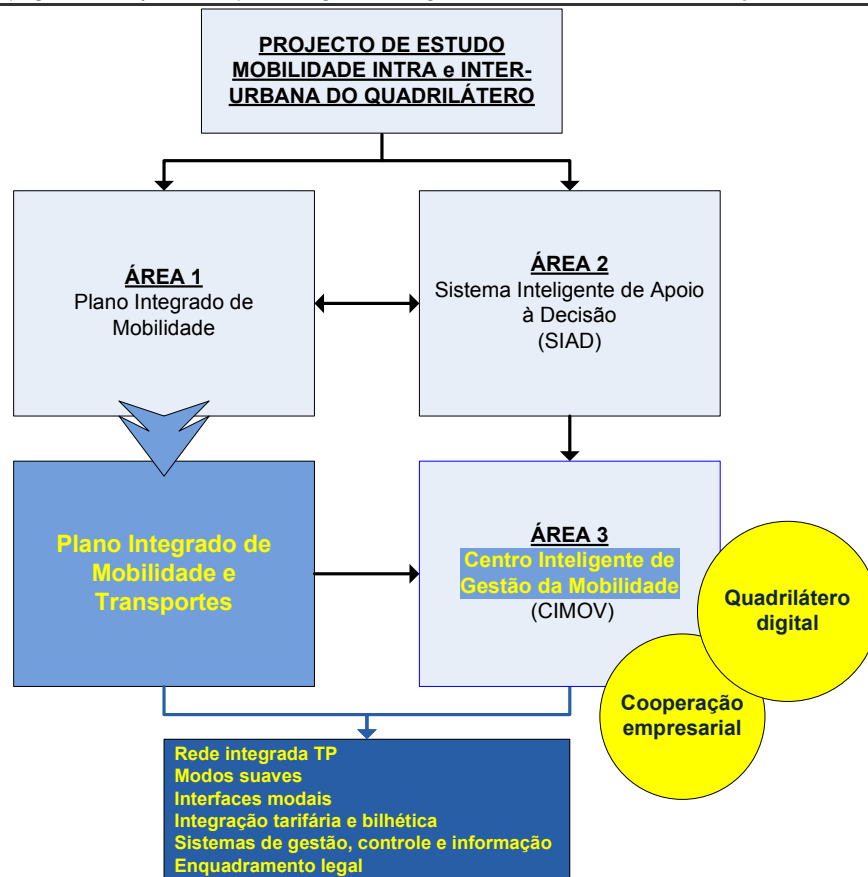 PROJECTO DE ESTUDO
MOBILIDADE INTRA e INTER-
URBANA DO QUADRILÁTERO
ÁREA 1
Plano Integrado de
Mobilidade
ÁREA 2
Sistema Inteligente de Apoio
à Decisão
(SIAD)
Plano Integrado de
Mobilidade e
Transportes
ÁREA 3
Centro Inteligente de
Gestão da Mobilidade
(CIMOV)
Quadrilátero
digital
Cooperação
empresarial
Rede integrada TP
Modos suaves
Interfaces modais
Integração tarifária e bilhética
Sistemas de gestão, controle e informação
Enquadramento legal